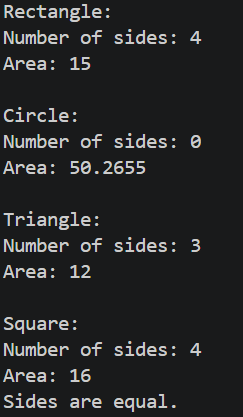 Rectangle:
Number of sides: 4
Area: 15
Circle:
Number of sides: 0
Area: 50.2655
Triangle:
Number of sides: 3
Area: 12
Square:
Number of sides: 4
Area: 16
Sides are equal.